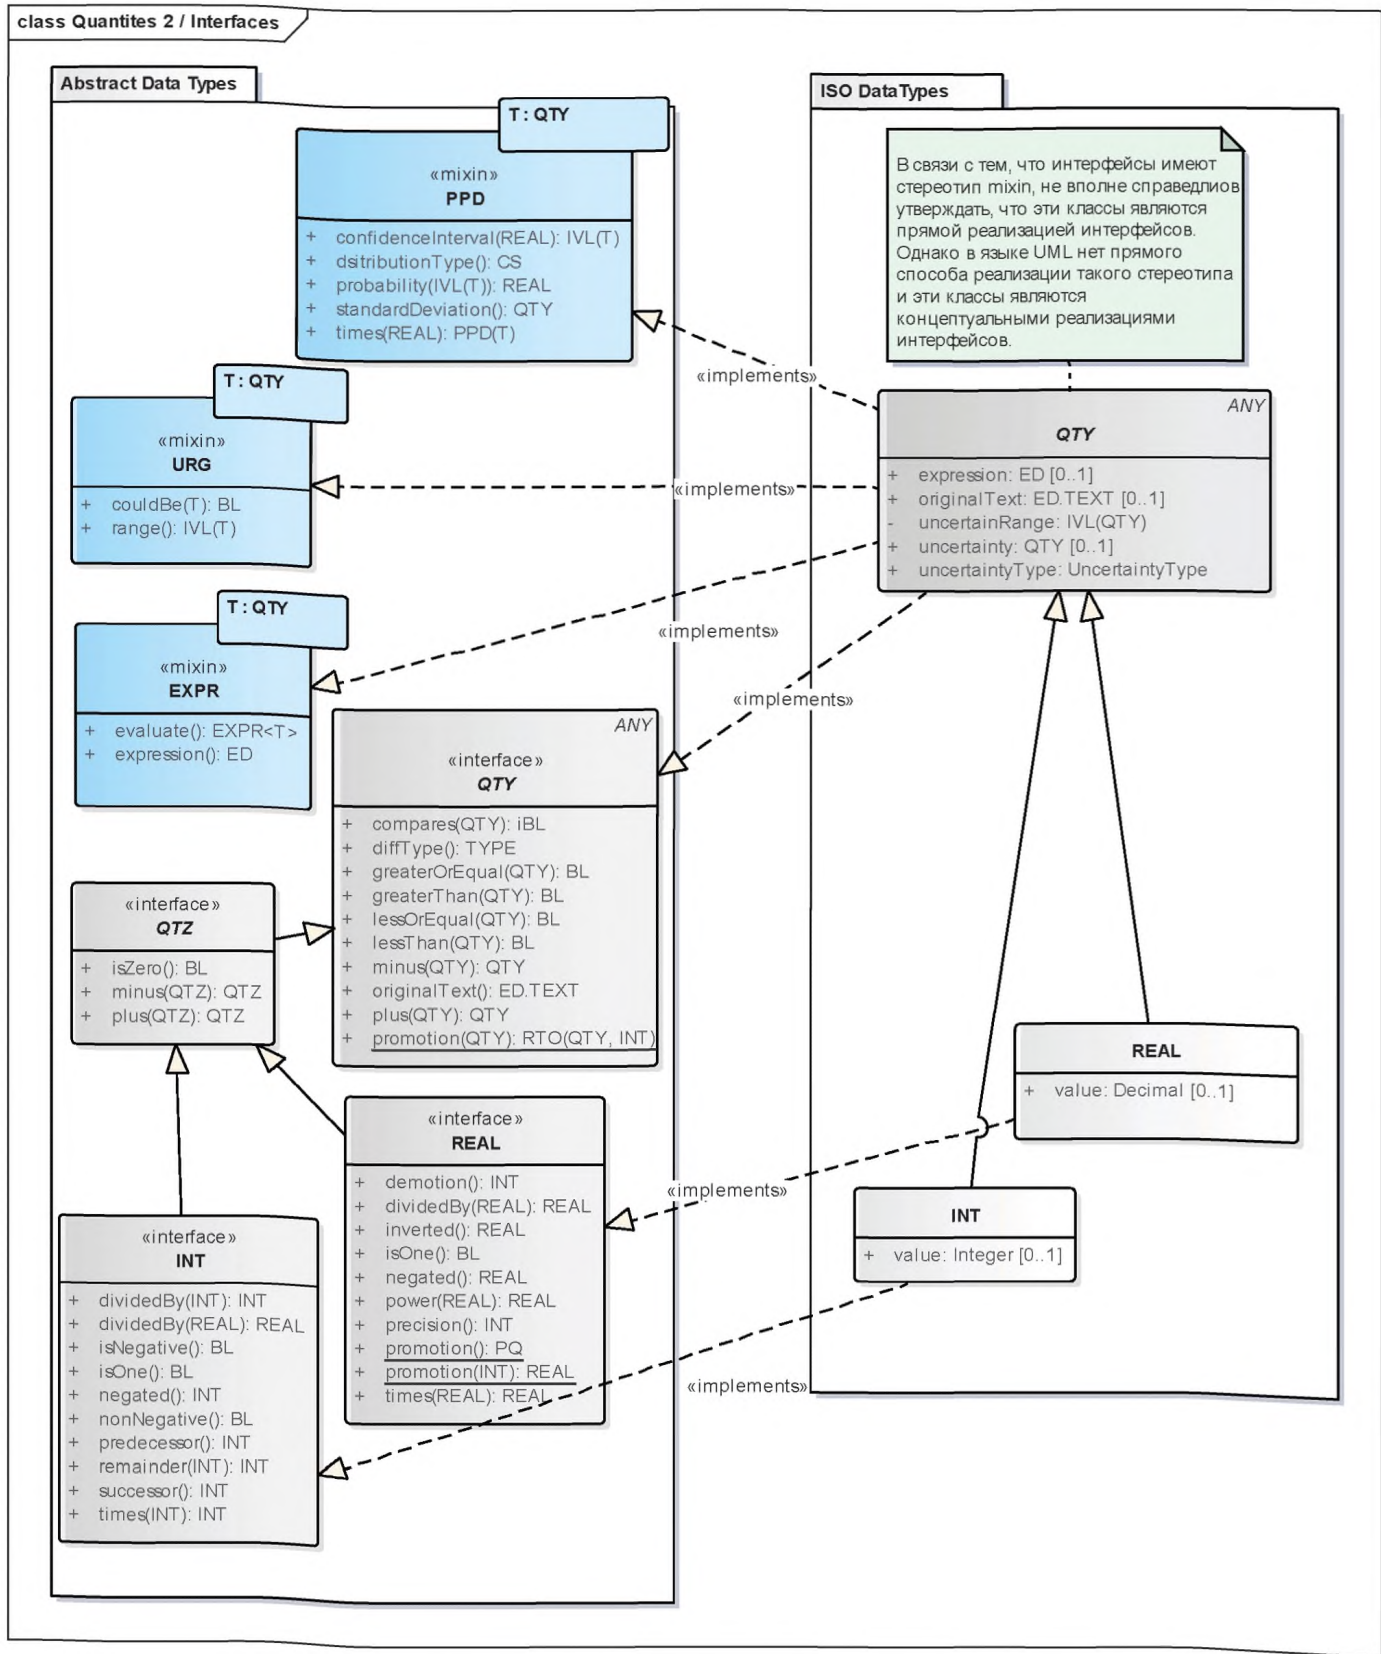 class Quantites 2 / Interfaces
Abstract Data Types
T : QTY
«mixin»
PPD
+ confidenceInterval(REAL): IVL(T)
+ dsitributionType(): CS
+ probability(IVL(T)): REAL
+ standardDeviation(): QTY
+ times(REAL): PPD(T)
T : QTY
«mixin»
URG
+ couldBe(T): BL
+ range(): IVL(T)
T : QTY
«mixin»
EXPR
+ evaluate(): EXPR<T>
+ expression(): ED
ANY
«interface»
QTY
+ compares(QTY): iBL
+ diffType(): TYPE
+ greaterOrEqual(QTY): BL
+ greaterThan(QTY): BL
+ lessOrEqual(QTY): BL
+ lessThan(QTY): BL
+ minus(QTY): QTY
+ originalText(): ED.TEXT
+ plus(QTY): QTY
+ promotion(QTY): RTO(QTY, INT)
«interface»
QTZ
+ isZero(): BL
+ minus(QTZ): QTZ
+ plus(QTZ): QTZ
«interface»
REAL
+ demotion(): INT
+ dividedBy(REAL): REAL
+ inverted(): REAL
+ isOne(): BL
+ negated(): REAL
+ power(REAL): REAL
+ precision(): INT
+ promotion(): PQ
+ promotion(INT): REAL
+ times(REAL): REAL
«interface»
INT
+ dividedBy(INT): INT
+ dividedBy(REAL): REAL
+ isNegative(): BL
+ isOne(): BL
+ negated(): INT
+ nonNegative(): BL
+ predecessor(): INT
+ remainder(INT): INT
+ successor(): INT
+ times(INT): INT
«implements»
«implements»
«implements»
«implements»
«implements»
«implements»
ISO DataTypes
В связи с тем, что интерфейсы имеют
стереотип mixin, не вполне справедлиов
утверждать, что эти классы являются
прямой реализацией интерфейсов.
Однако в языке UML нет прямого
способа реализации такого стереотипа
и эти классы являются
концептуальными реализациями
интерфейсов.
ANY
QTY
+ expression: ED [0..1]
+ originalText: ED.TEXT [0..1]
- uncertainRange: IVL(QTY)
+ uncertainty: QTY [0..1]
+ uncertaintyType: UncertaintyType
REAL
+ value: Decimal [0..1]
INT
+ value: Integer [0..1]